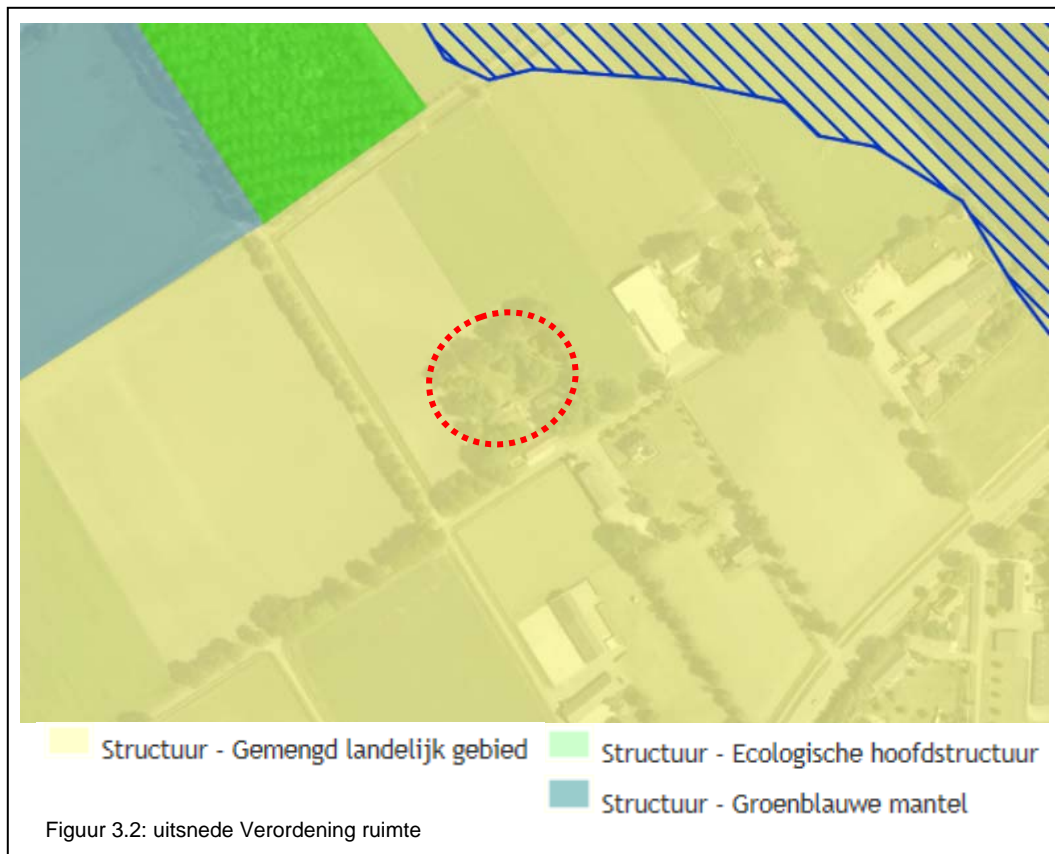 Structuur - Gemengd landelijk gebied
Structuur - Ecologische hoofdstructuur
Structuur - Groenblauwe mantel
Figuur 3.2: uitsnede Verordening ruimte